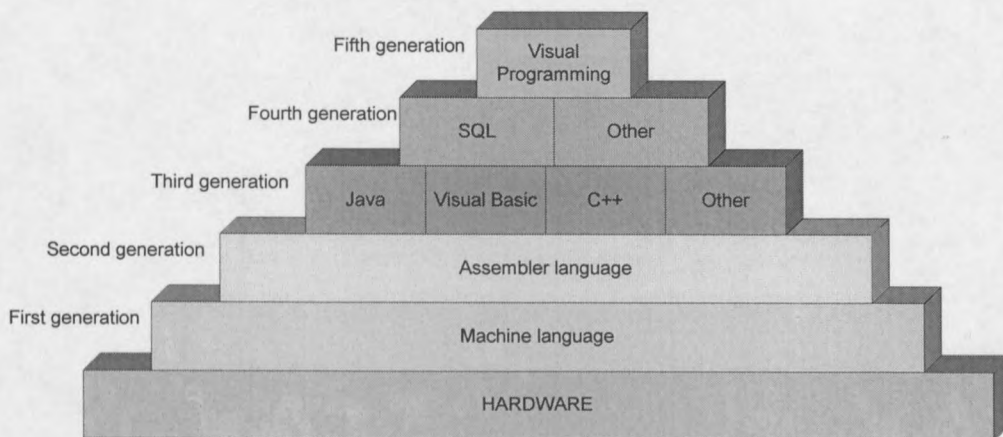 Fifth generation
Visual
Programming
Fourth generation
SQL
Other
Third generation
Java
Visual Basic
C++
Other
Second generation
Assembler language
First generation
Machine language
HARDWARE